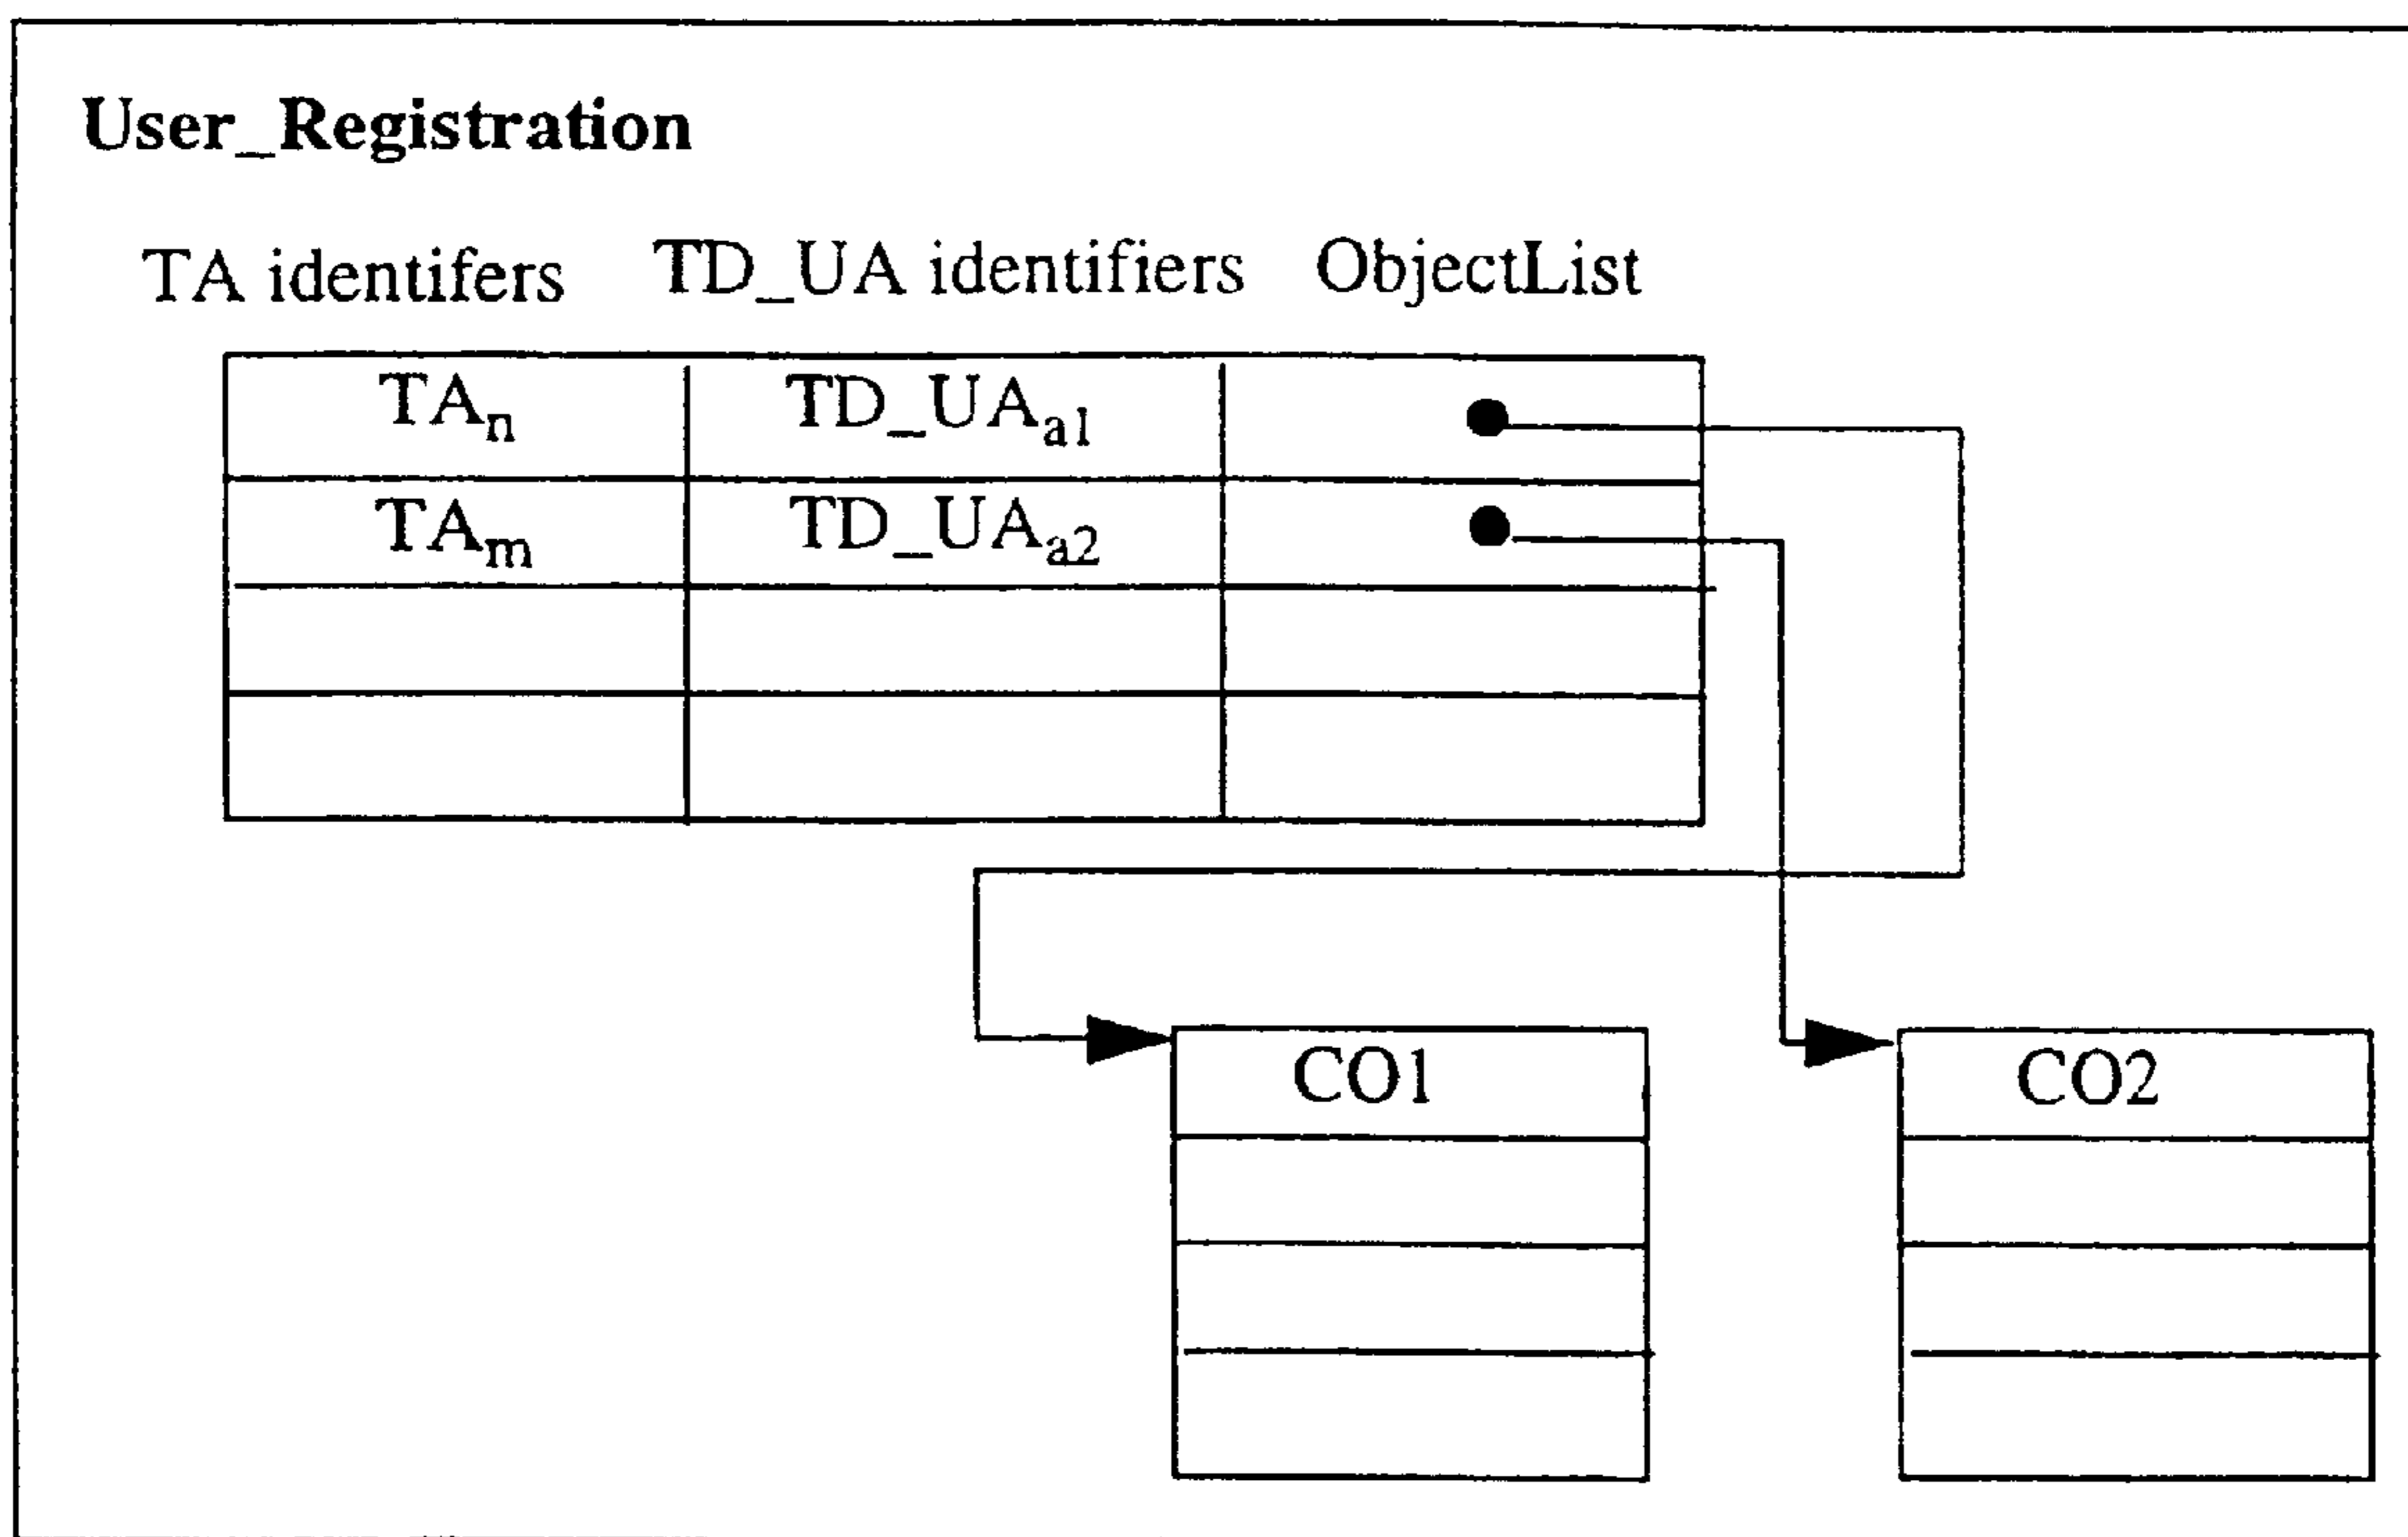 User_Registration
TA identifers TD_UA identifiers ObjectList
TAn TD_UAa1
TAm TD_UAa2
CO1 CO2